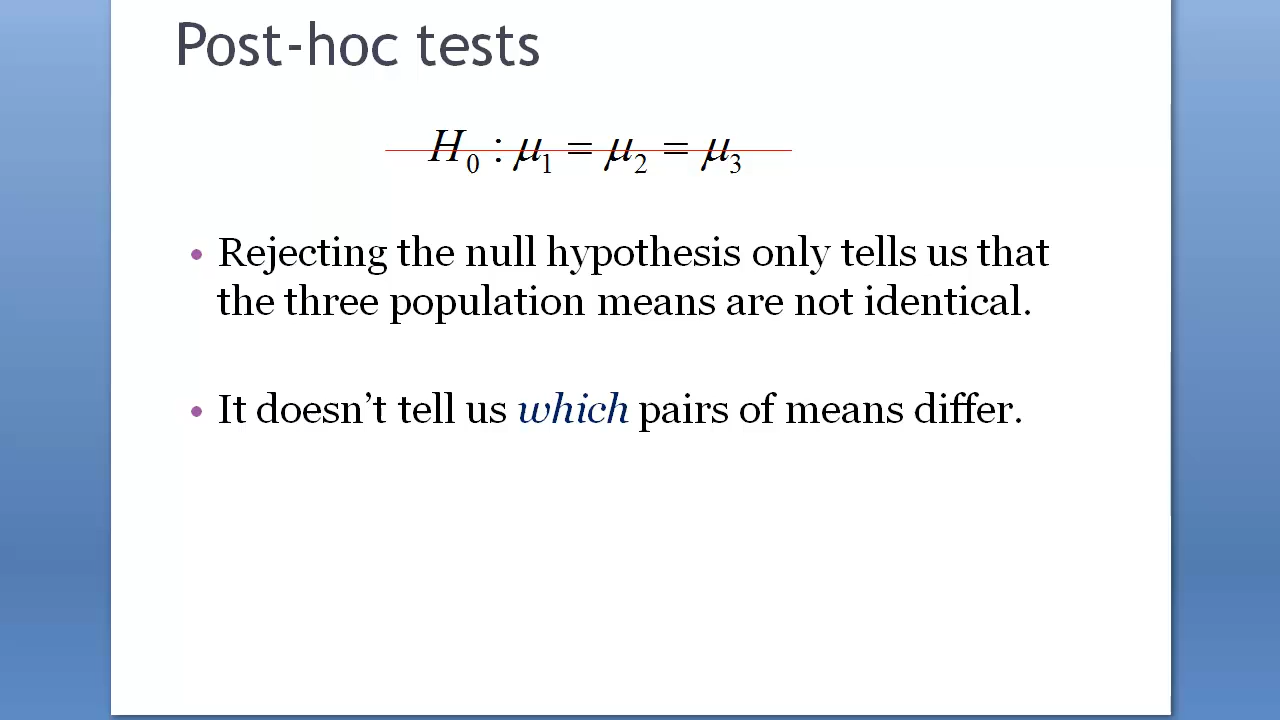 Post-hoc tests
H₀ : μ₁ = μ₂ = μ₃
• Rejecting the null hypothesis only tells us that
the three population means are not identical.
• It doesn’t tell us which pairs of means differ.